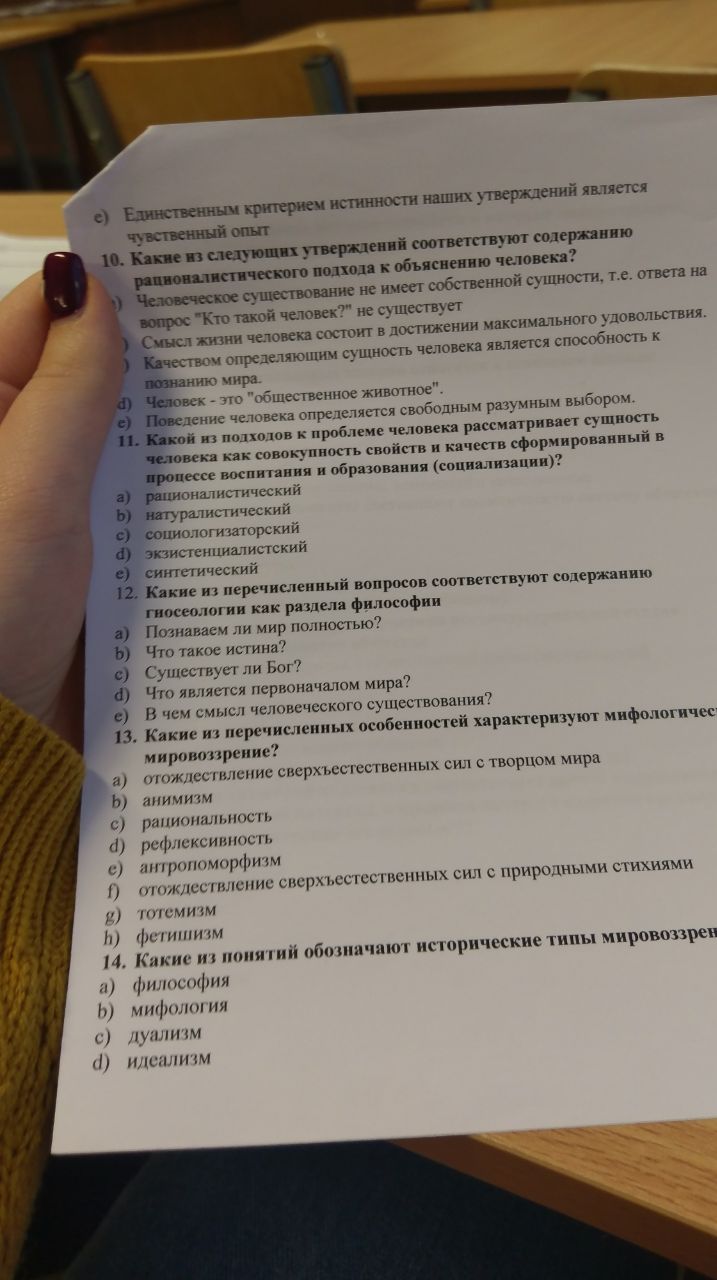 e) Единственным критерием истинности наших утверждений является
чувственный опыт
10. Какие из следующих утверждений соответствуют содержанию
рационалистического подхода к объяснению человека?
) Человеческое существование не имеет собственной сущности, т.е. ответа на
вопрос "Кто такой человек?" не существует
) Смысл жизни человека состоит в достижении максимального удовольствия.
) Качеством определяющим сущность человека является способность к
познанию мира.
d) Человек - это "общественное животное".
e) Поведение человека определяется свободным разумным выбором.
11. Какой из подходов к проблеме человека рассматривает сущность
человека как совокупность свойств и качеств сформированный в
процессе воспитания и образования (социализации)?
a) рационалистический
b) натуралистический
c) социологизаторский
d) экзистенциалистский
e) синтетический
12. Какие из перечисленный вопросов соответствуют содержанию
гносеологии как раздела философии
a) Познаваем ли мир полностью?
b) Что такое истина?
c) Существует ли Бог?
d) Что является первоначалом мира?
e) В чем смысл человеческого существования?
13. Какие из перечисленных особенностей характеризуют мифологичес
мировоззрение?
a) отождествление сверхъестественных сил с творцом мира
b) анимизм
c) рациональность
d) рефлексивность
e) антропоморфизм
f) отождествление сверхъестественных сил с природными стихиями
g) тотемизм
h) фетишизм
14. Какие из понятий обозначают исторические типы мировоззрен
a) философия
b) мифология
c) дуализм
d) идеализм